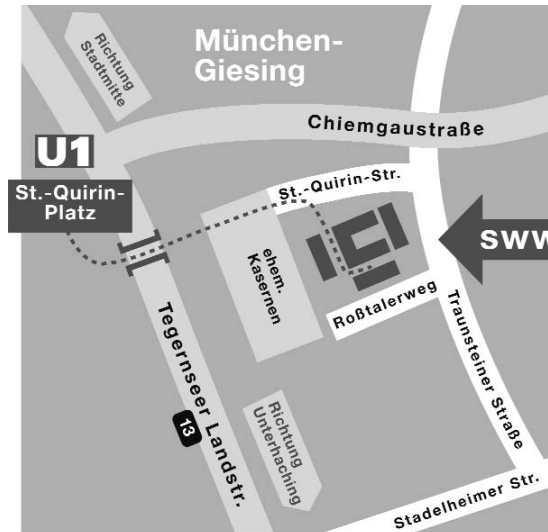 Richtung
Stadtmitte
München-
Giesing
Chiemgaustraße
U1
St.-Quirin-
Platz
St.-Quirin-Str.
SWW
ehem.
Kasernen
Roßtalerweg
Tegernseer Landstr.
13
Traunsteiner Straße
Richtung
Unterhaching
Stadelheimer Str.